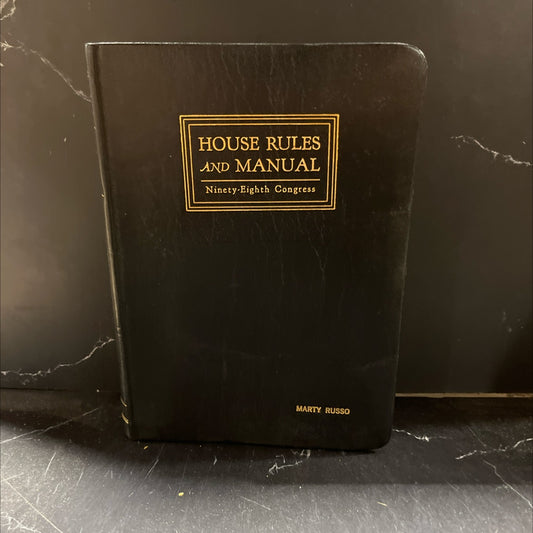 HOUSE RULES
AND MANUAL
Ninety-Eighth Congress
MARTY RUSSO